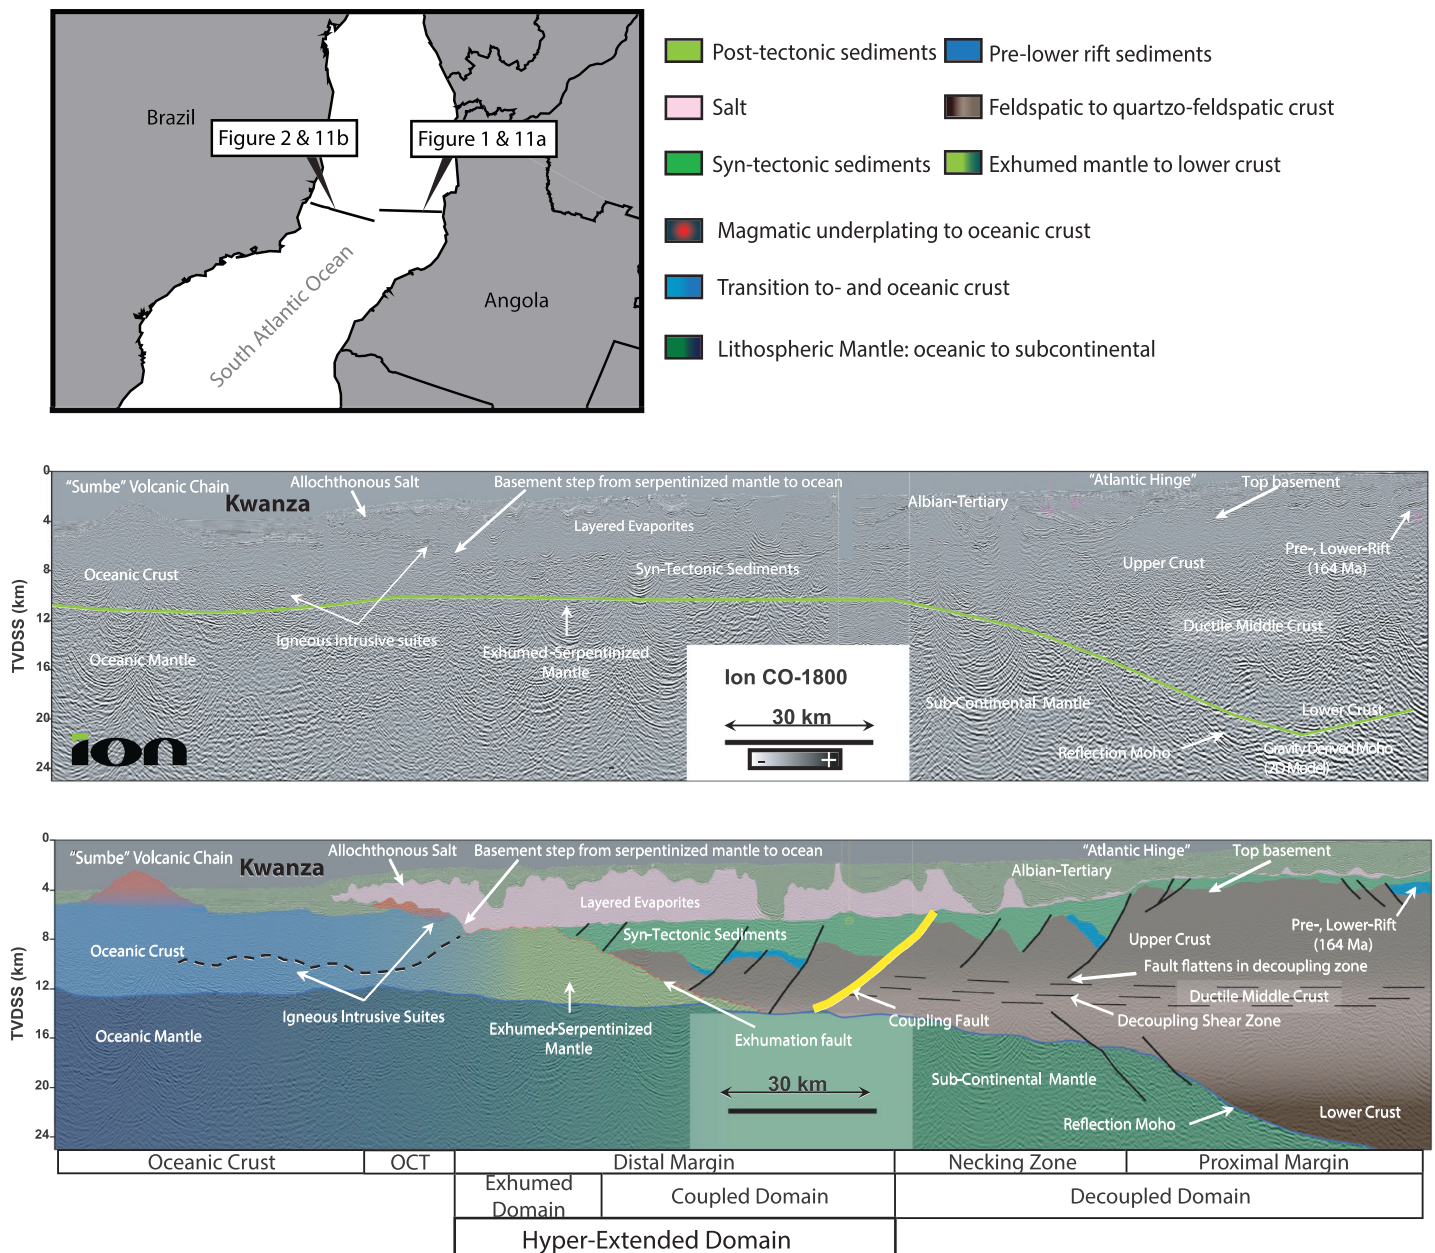 Brazil
Figure 2 & 11b
Figure 1 & 11a
South Atlantic Ocean
Angola
Post-tectonic sediments
Pre-lower rift sediments
Salt
Feldspatic to quartzo-feldspatic crust
Syn-tectonic sediments
Exhumed mantle to lower crust
Magmatic underplating to oceanic crust
Transition to- and oceanic crust
Lithospheric Mantle: oceanic to subcontinental
TVDSS (km)
0
4
8
12
16
20
24
"Sumbe" Volcanic Chain
Kwanza
Allochthonous Salt
Basement step from serpentinized mantle to ocean
"Atlantic Hinge"
Top basement
Albian-Tertiary
Layered Evaporites
Pre-, Lower-Rift
(164 Ma)
Oceanic Crust
Syn-Tectonic Sediments
Upper Crust
Igneous Intrusive suites
Exhumed-Serpentinized
Mantle
Ductile Middle Crust
Oceanic Mantle
Ion CO-1800
30 km
- +
Sub-Continental Mantle
Lower Crust
Reflection Moho
Gravity Derived Moho
(2D Model)
ion
TVDSS (km)
0
4
8
12
16
20
24
"Sumbe" Volcanic Chain
Kwanza
Allochthonous Salt
Basement step from serpentinized mantle to ocean
"Atlantic Hinge"
Top basement
Albian-Tertiary
Layered Evaporites
Pre-, Lower-Rift
(164 Ma)
Oceanic Crust
Syn-Tectonic Sediments
Upper Crust
Fault flattens in decoupling zone
Ductile Middle Crust
Igneous Intrusive Suites
Exhumed-Serpentinized
Mantle
Exhumation fault
Coupling Fault
Decoupling Shear Zone
Oceanic Mantle
30 km
Sub-Continental Mantle
Reflection Moho
Lower Crust
Oceanic Crust
OCT
Distal Margin
Necking Zone
Proximal Margin
Exhumed
Domain
Coupled Domain
Decoupled Domain
Hyper-Extended Domain